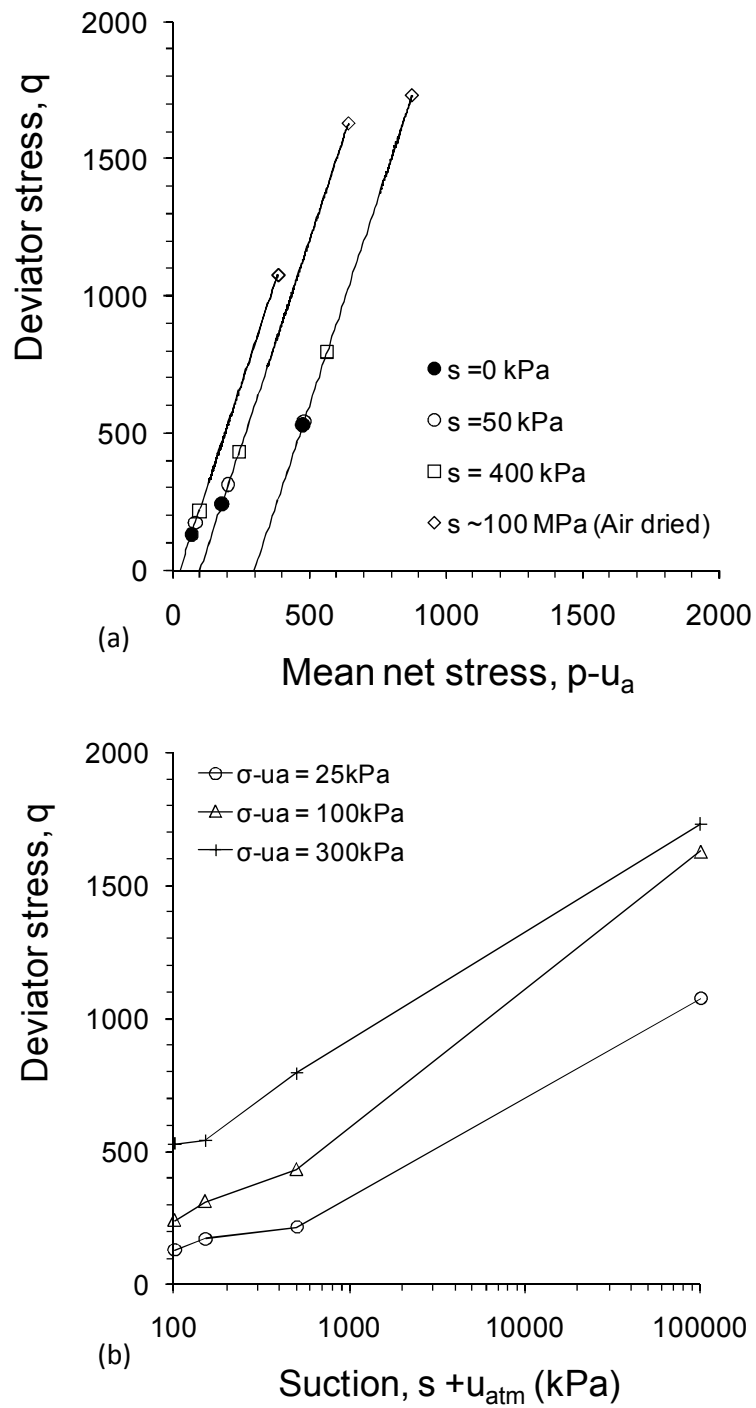 2000
1500
1000
500
0
Deviator stress, q
s =0 kPa
s =50 kPa
s = 400 kPa
s ~100 MPa (Air dried)
0 500 1000 1500 2000
(a)
Mean net stress, p-uₐ
2000
1500
1000
500
0
Deviator stress, q
σ-ua = 25kPa
σ-ua = 100kPa
σ-ua = 300kPa
100 1000 10000 100000
(b)
Suction, s +uatm (kPa)